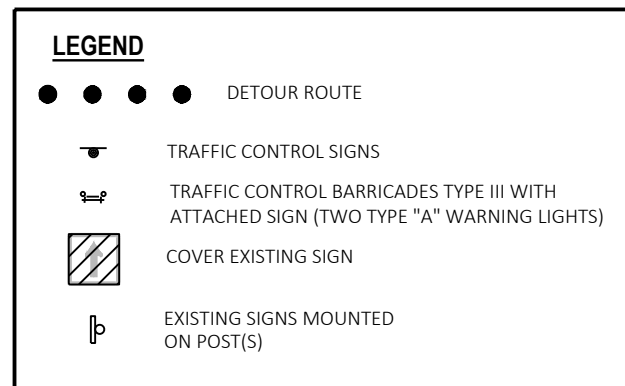 LEGEND
DETOUR ROUTE
TRAFFIC CONTROL SIGNS
TRAFFIC CONTROL BARRICADES TYPE III WITH
ATTACHED SIGN (TWO TYPE "A" WARNING LIGHTS)
COVER EXISTING SIGN
EXISTING SIGNS MOUNTED
ON POST(S)